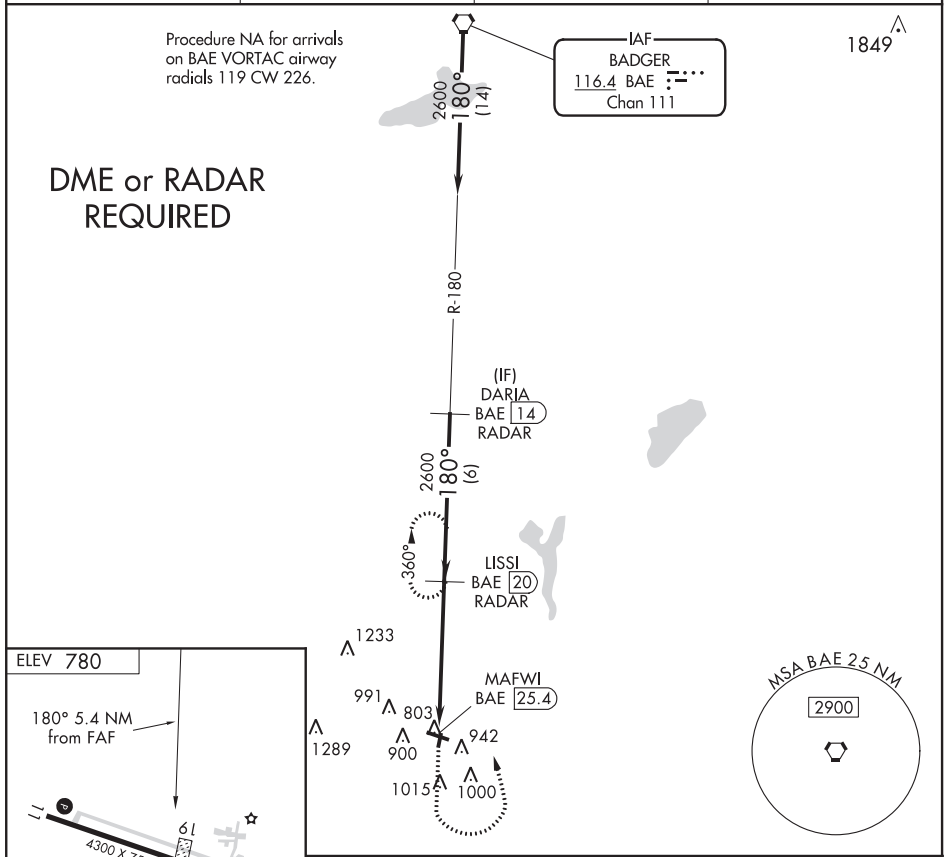 Procedure NA for arrivals
on BAE VORTAC airway
radials 119 CW 226.
IAF
BADGER
116.4 BAE
Chan 111
1849
2600
180°
(14)
DME or RADAR
REQUIRED
R-180
(IF)
DARIA
BAE 14
RADAR
2600
180°
(6)
360°
LISSI
BAE 20
RADAR
1233
991
803
MAFWI
BAE 25.4
1289
900
942
1015
1000
MSA BAE 25 NM
2900
ELEV 780
180° 5.4 NM
from FAF
11
P
19
4300 X